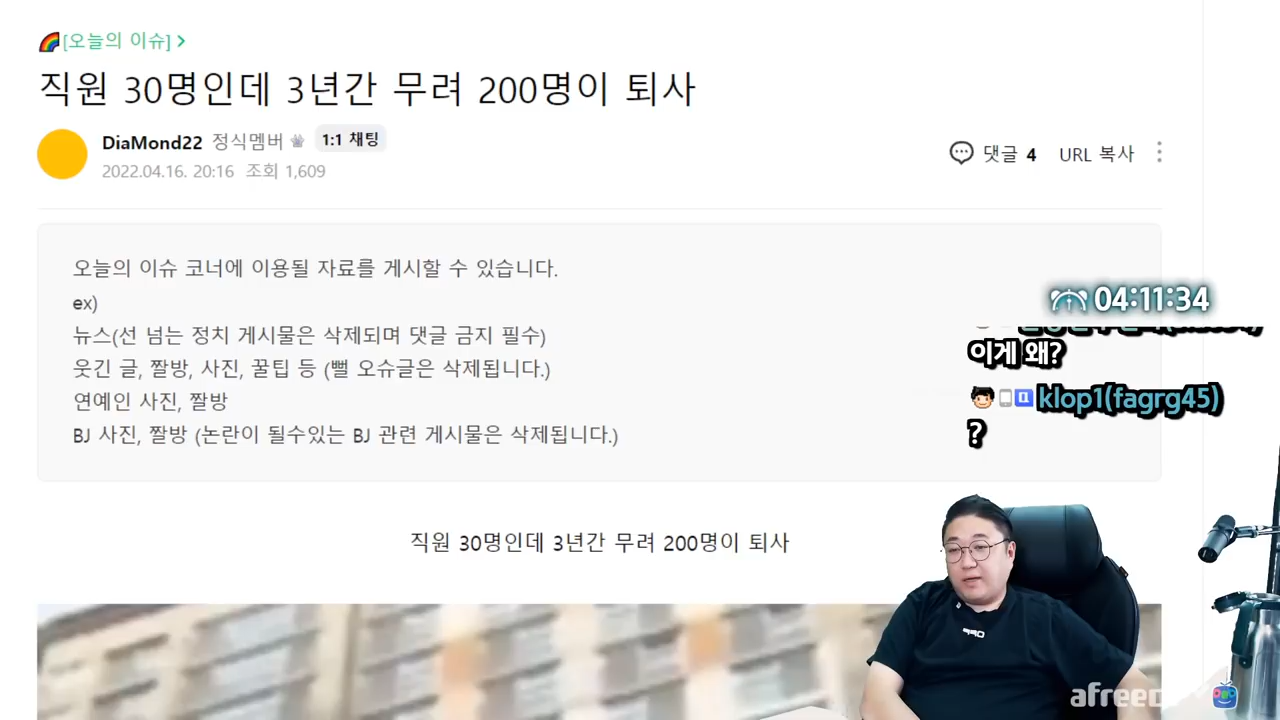 [오늘의 이슈] >
직원 30명인데 3년간 무려 200명이 퇴사
DiaMond22 정식멤버 1:1 채팅
2022.04.16. 20:16 조회 1,609
댓글 4 URL 복사
오늘의 이슈 코너에 이용될 자료를 게시할 수 있습니다.
ex)
뉴스(선 넘는 정치 게시물은 삭제되며 댓글 금지 필수)
웃긴 글, 짤방, 사진, 꿀팁 등 (뻘 오슈글은 삭제됩니다.)
연예인 사진, 짤방
BJ 사진, 짤방 (논란이 될수있는 BJ 관련 게시물은 삭제됩니다.)
04:11:34
이게 왜?
klop1(fagrg45)
?
직원 30명인데 3년간 무려 200명이 퇴사